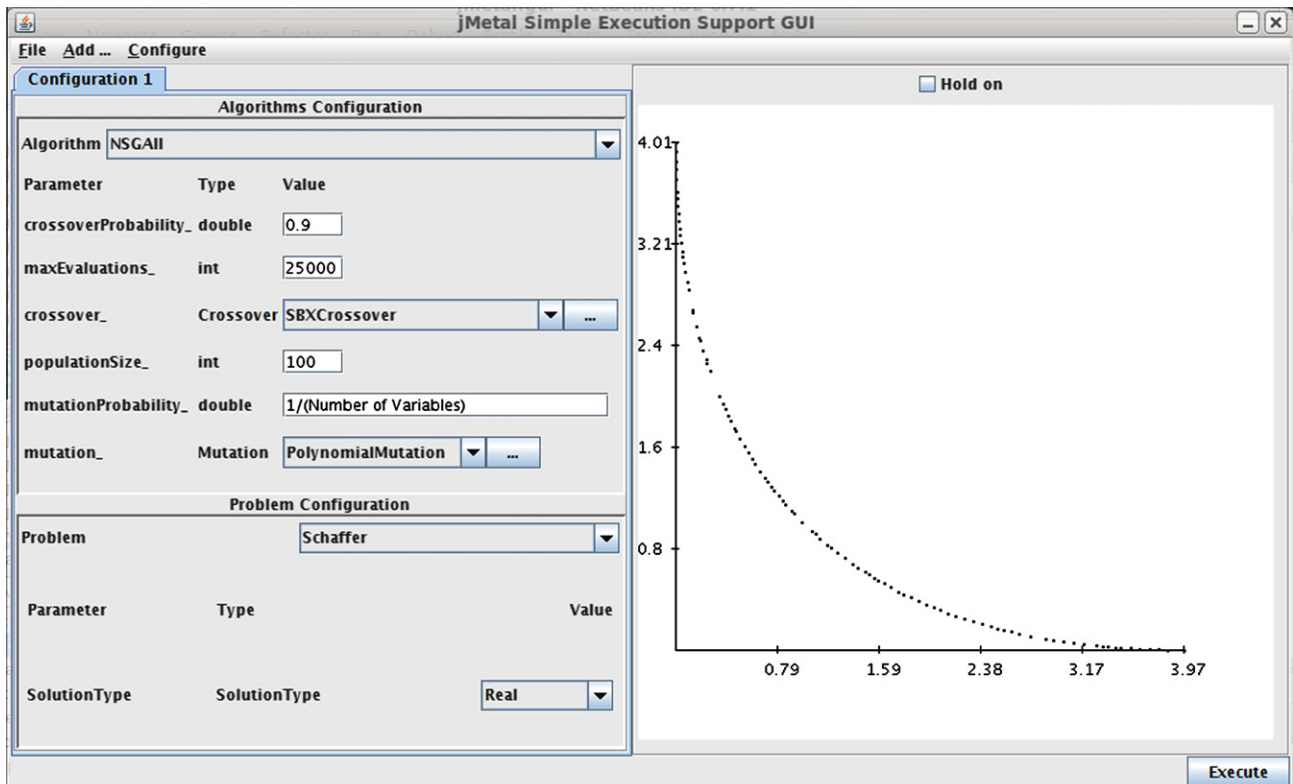 jMetal Simple Execution Support GUI
File Add ... Configure
Configuration 1
Hold on
Algorithms Configuration
Algorithm NSGAII
Parameter Type Value
crossoverProbability_ double 0.9
maxEvaluations_ int 25000
crossover_ Crossover SBXCrossover ...
populationSize_ int 100
mutationProbability_ double 1/(Number of Variables)
mutation_ Mutation PolynomialMutation ...
Problem Configuration
Problem Schaffer
Parameter Type Value
SolutionType SolutionType Real
4.01
3.21
2.4
1.6
0.8
0.79 1.59 2.38 3.17 3.97
Execute